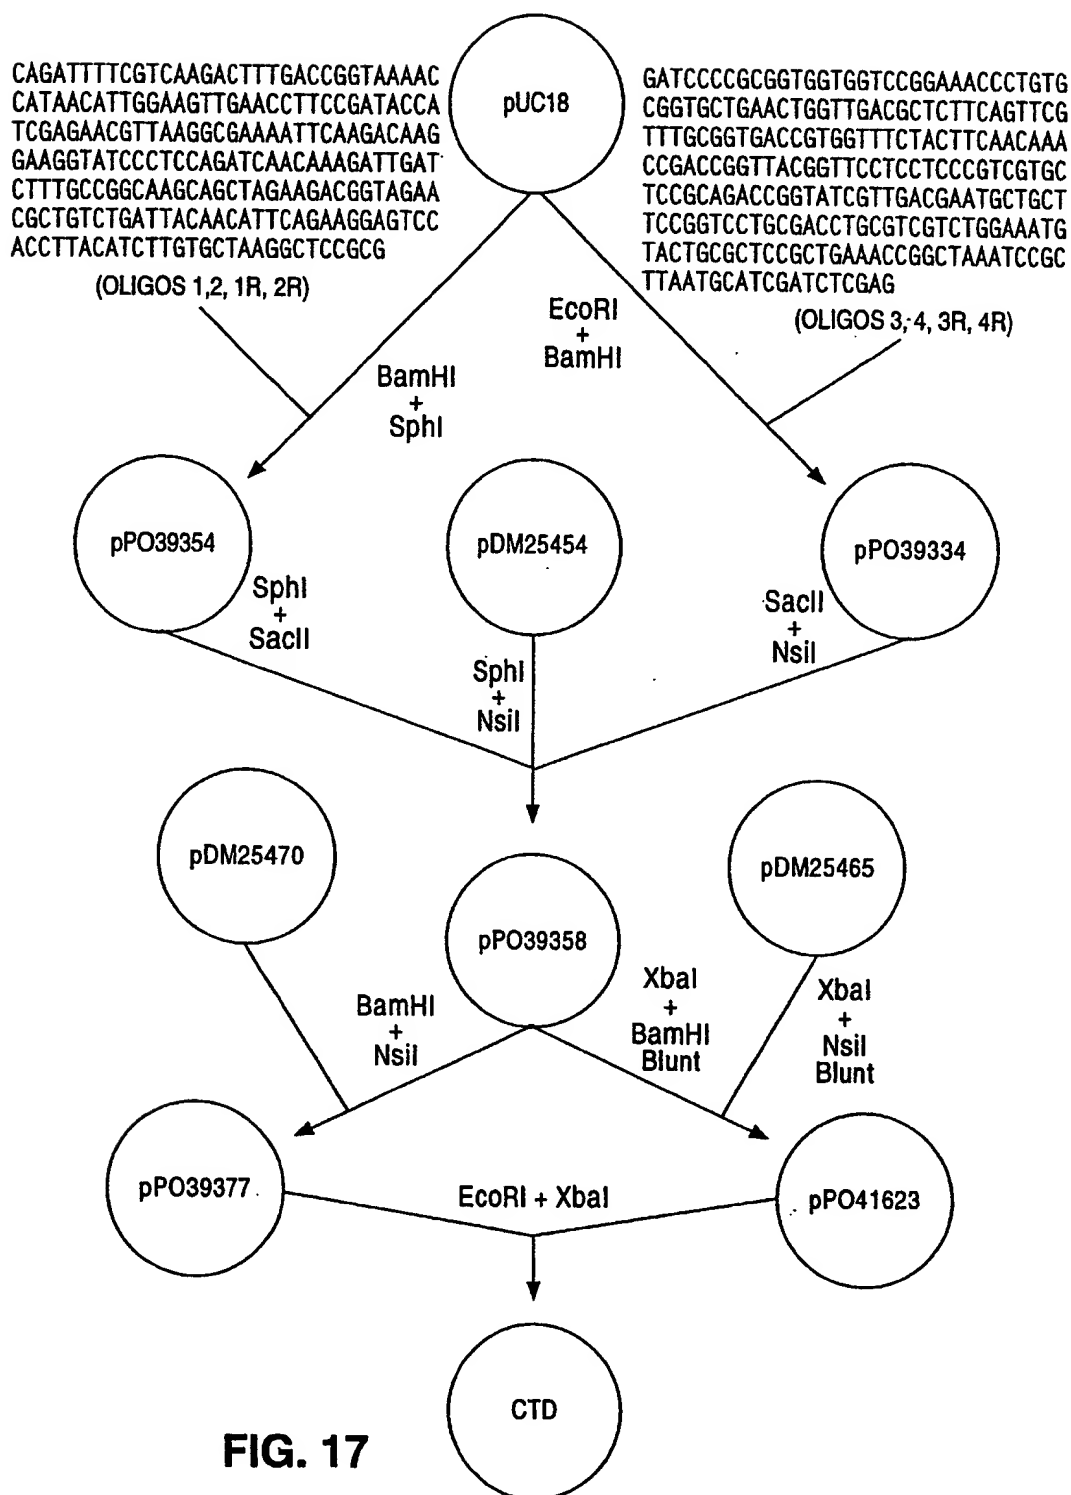 CAGATTTTCGTCAAGACTTTGACCGGTAAAAC
CATAACATTGGAAGTTGAACCTTCCGATACCA
TCGAGAACGTTAAGGCGAAAATTCAAGACAAG
GAAGGTATCCCTCCAGATCAACAAAGATTGAT
CTTTGCCGGCAAGCAGCTAGAAGACGGTAGAA
CGCTGTCTGATTACAACATTCAGAAGGAGTCC
ACCTTACATCTTGTGCTAAGGCTCCGCG
(OLIGOS 1,2, 1R, 2R)
pUC18
GATCCCCGCGGTGGTGGTCCGGAAACCCTGTG
CGGTGCTGAACTGGTTGACGCTCTTCAGTTCG
TTTGCGGTGACCGTGGTTTCTACTTCAACAAA
CCGACCGGTTACGGTTCCTCCTCCCGTCGTGC
TCCGCAGACCGGTATCGTTGACGAATGCTGCT
TCCGGTCCTGCGACCTGCGTCGTCTGGAAATG
TACTGCGCTCCGCTGAAACCGGCTAAATCCGC
TTAATGCATCGATCTCGAG
(OLIGOS 3, 4, 3R, 4R)
EcoRI
+
BamHI
BamHI
+
SphI
pPO39354
pDM25454
pPO39334
SphI
+
SacII
SphI
+
NsiI
SacII
+
NsiI
pDM25470
pPO39358
pDM25465
BamHI
+
NsiI
XbaI
+
BamHI
Blunt
XbaI
+
NsiI
Blunt
pPO39377
EcoRI + XbaI
pPO41623
CTD
FIG. 17